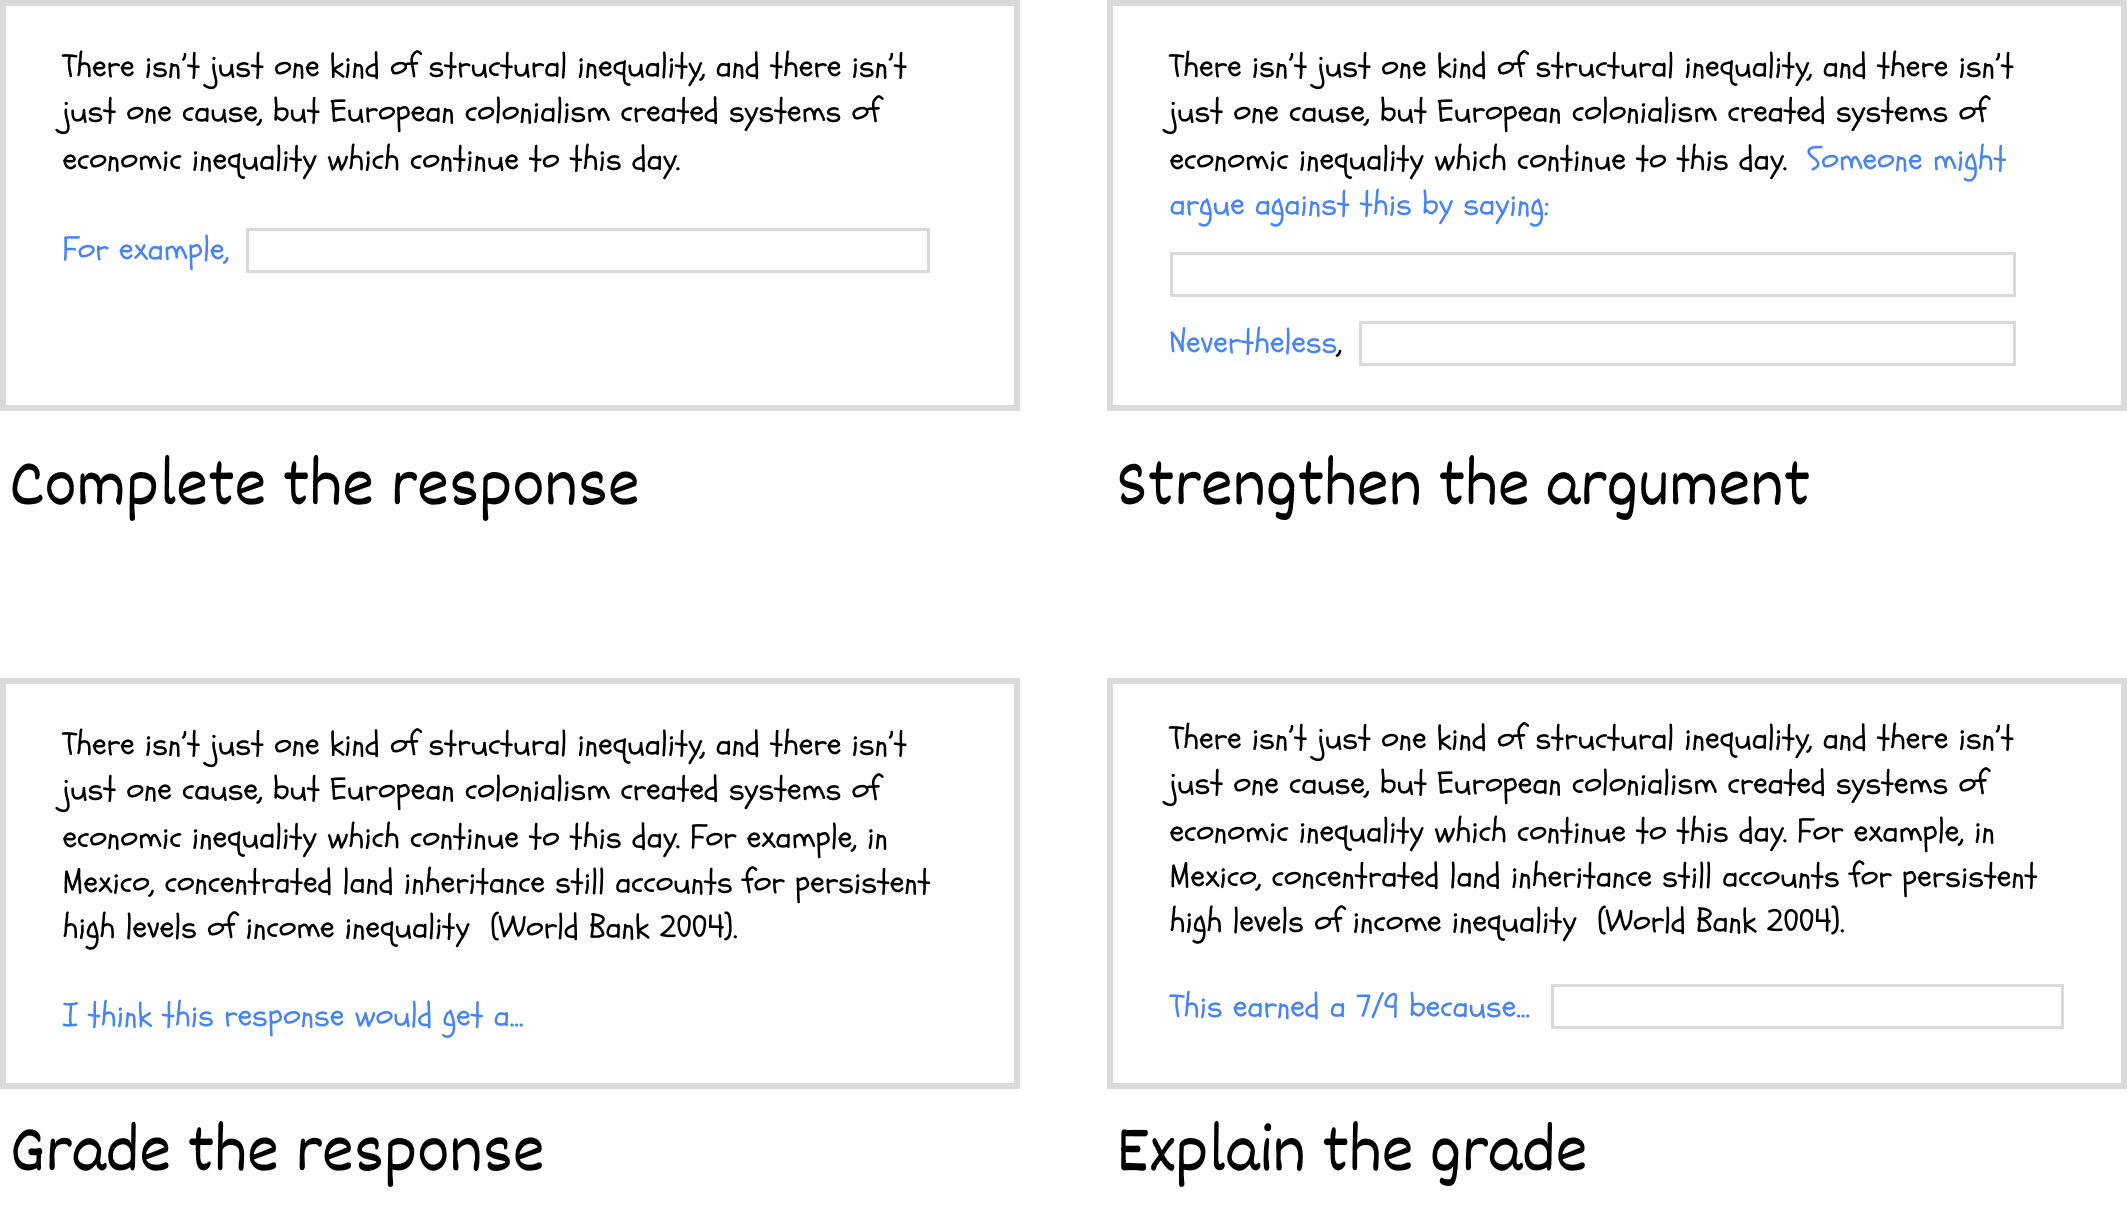 There isn't just one kind of structural inequality, and there isn't
just one cause, but European colonialism created systems of
economic inequality which continue to this day.
For example,
Complete the response
There isn't just one kind of structural inequality, and there isn't
just one cause, but European colonialism created systems of
economic inequality which continue to this day. Someone might
argue against this by saying:
Nevertheless,
Strengthen the argument
There isn't just one kind of structural inequality, and there isn't
just one cause, but European colonialism created systems of
economic inequality which continue to this day. For example, in
Mexico, concentrated land inheritance still accounts for persistent
high levels of income inequality (World Bank 2004).
I think this response would get a...
Grade the response
There isn't just one kind of structural inequality, and there isn't
just one cause, but European colonialism created systems of
economic inequality which continue to this day. For example, in
Mexico, concentrated land inheritance still accounts for persistent
high levels of income inequality (World Bank 2004).
This earned a 7/9 because...
Explain the grade